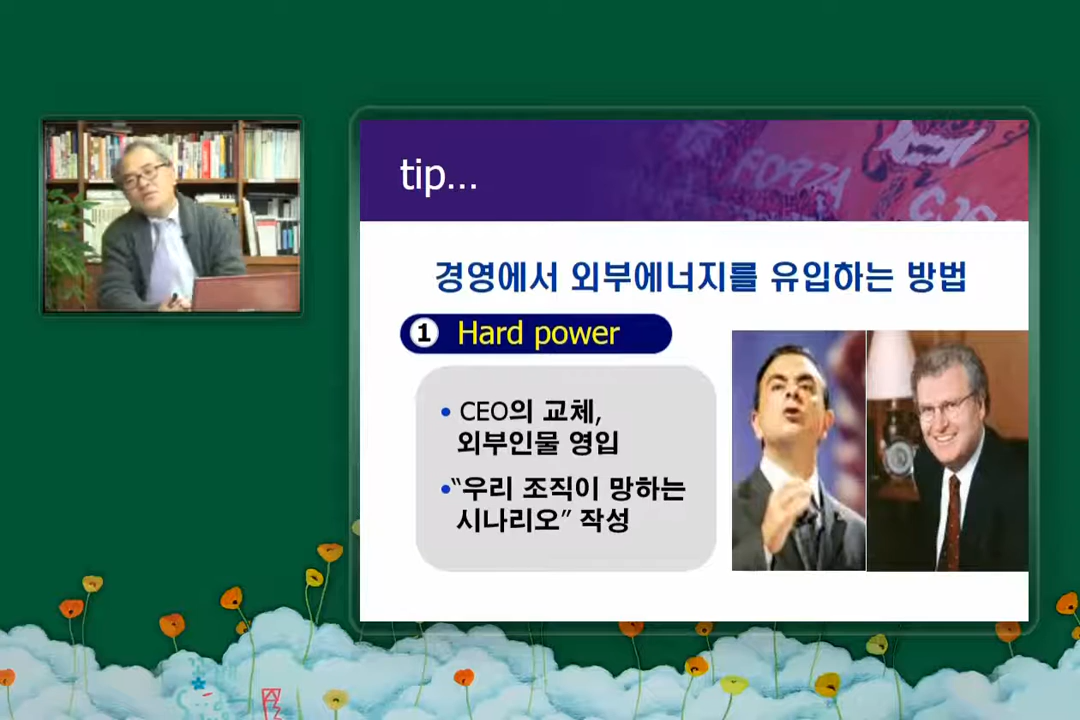 tip...
경영에서 외부에너지를 유입하는 방법
1 Hard power
• CEO의 교체,
외부인물 영입
• “우리 조직이 망하는
시나리오” 작성